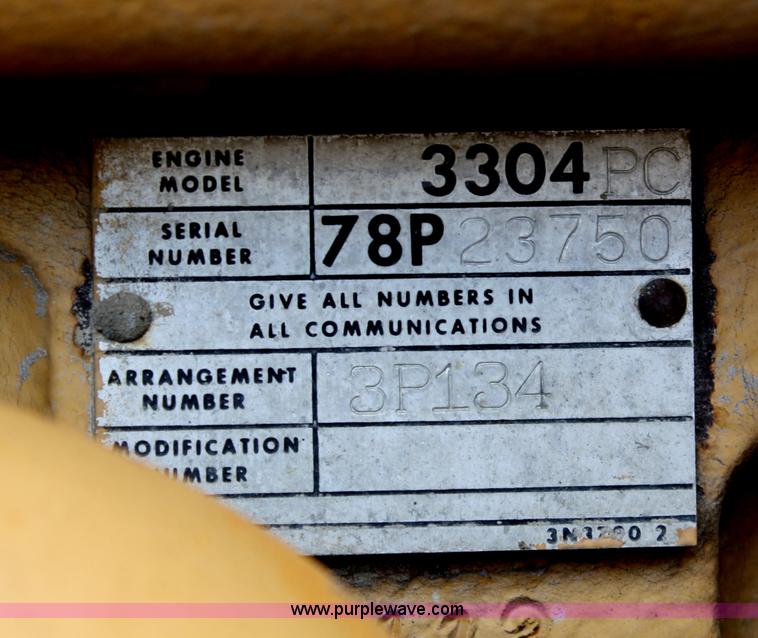 ENGINE
MODEL
3304 PC
SERIAL
NUMBER
78P 23750
GIVE ALL NUMBERS IN
ALL COMMUNICATIONS
ARRANGEMENT
NUMBER
3P134
MODIFICATION
NUMBER
www.purplewave.com